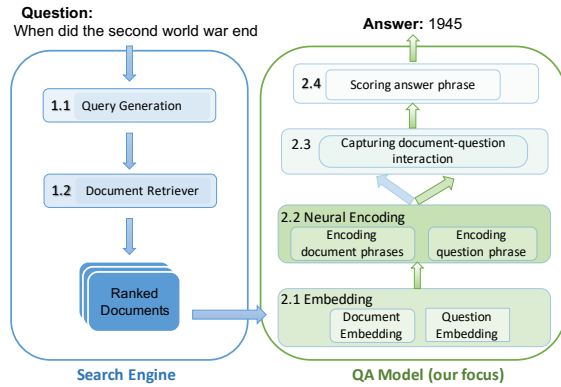 Question:
When did the second world war end
1.1 Query Generation
1.2 Document Retriever
Ranked
Documents
Search Engine
Answer: 1945
2.4 Scoring answer phrase
2.3 Capturing document-question
interaction
2.2 Neural Encoding
Encoding
document phrases
Encoding
question phrase
2.1 Embedding
Document
Embedding
Question
Embedding
QA Model (our focus)